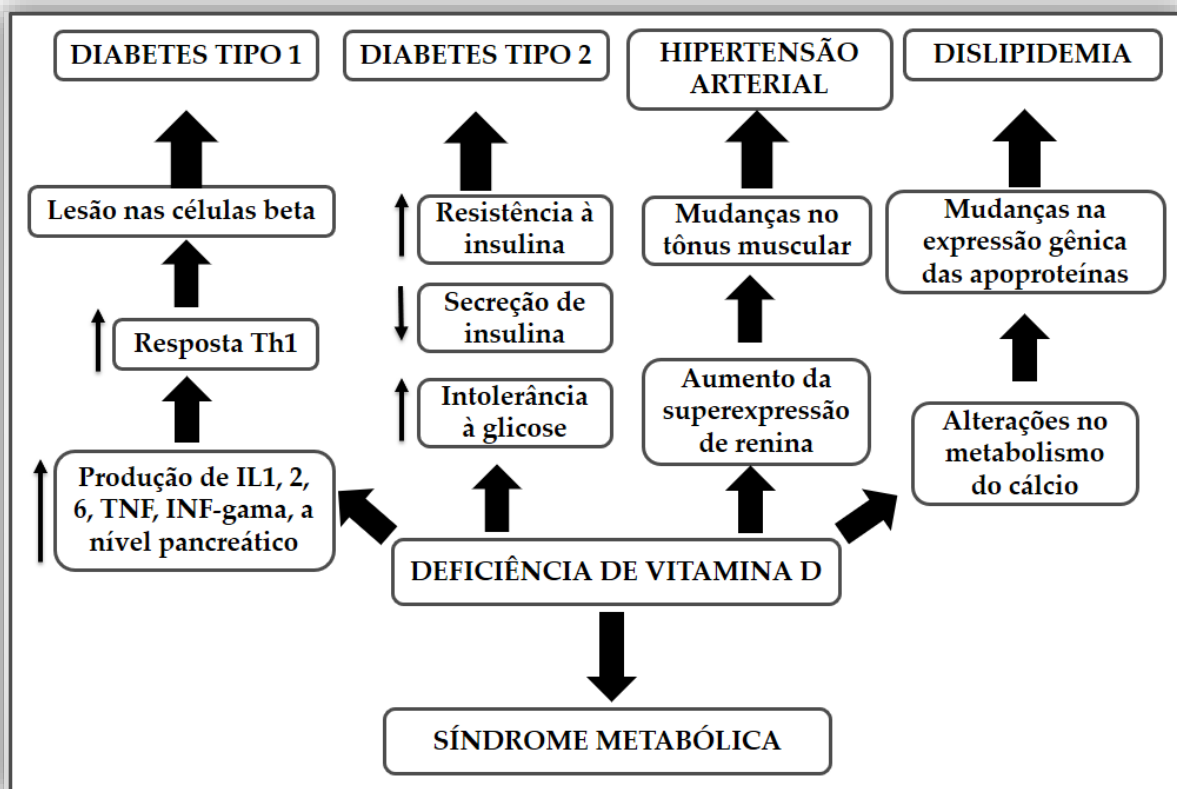 DIABETES TIPO 1
DIABETES TIPO 2
HIPERTENSÃO
ARTERIAL
DISLIPIDEMIA
Lesão nas células beta
Resistência à
insulina
Mudanças no
tônus muscular
Mudanças na
expressão gênica
das apoproteínas
Secreção de
insulina
Resposta Th1
Intolerância
à glicose
Aumento da
superexpressão
de renina
Alterações no
metabolismo
do cálcio
Produção de IL1, 2,
6, TNF, INF-gama, a
nível pancreático
DEFICIÊNCIA DE VITAMINA D
SÍNDROME METABÓLICA